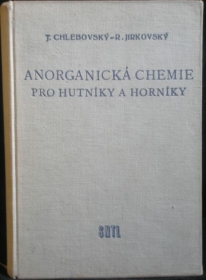 T. CHLEBOVSKÝ-R. JIRKOVSKÝ
ANORGANICKÁ CHEMIE
PRO HUTNÍKY A HORNÍKY
SNTL